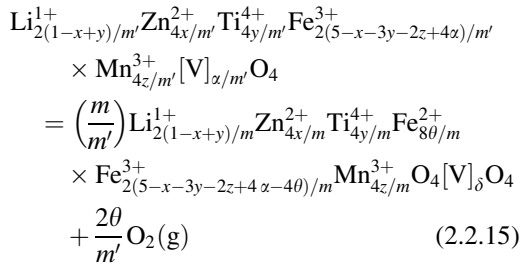 Li^{1+}_{2(1−x+y)/m′}Zn^{2+}_{4x/m′}Ti^{4+}_{4y/m′}Fe^{3+}_{2(5−x−3y−2z+4α)/m′}
× Mn^{3+}_{4z/m′}[V]_{α/m′}O_4
= (m/m′)Li^{1+}_{2(1−x+y)/m}Zn^{2+}_{4x/m}Ti^{4+}_{4y/m}Fe^{2+}_{8θ/m}
× Fe^{3+}_{2(5−x−3y−2z+4 α−4θ)/m}Mn^{3+}_{4z/m}O_4[V]_δO_4
+ 2θ/m′ O_2(g) (2.2.15)